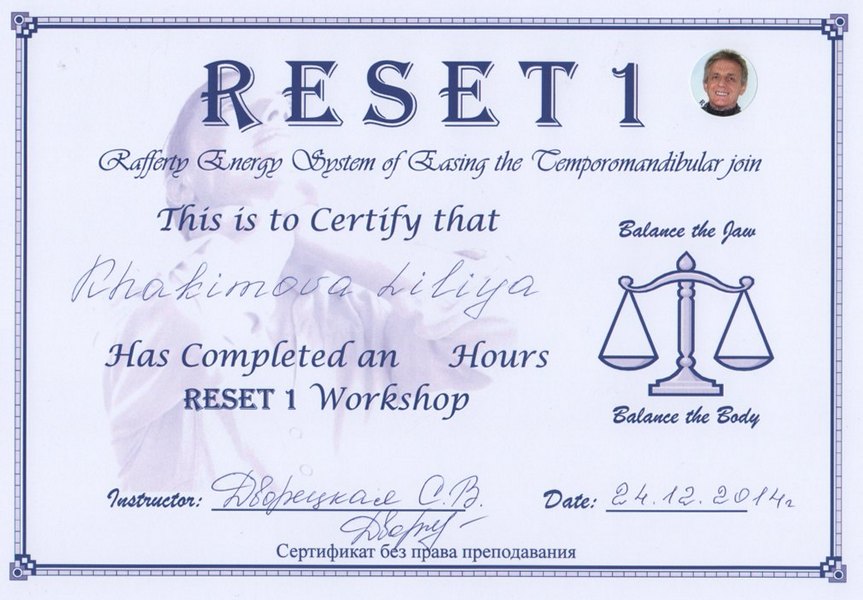 RESET 1
Rafferty Energy System of Easing the Temporomandibular join
This is to Certify that
Balance the Jaw
Khakimova Liliya
Has Completed an Hours
RESET 1 Workshop
Balance the Body
Instructor: Дворецкая С.В. Date: 24.12.2014г
Сертификат без права преподавания